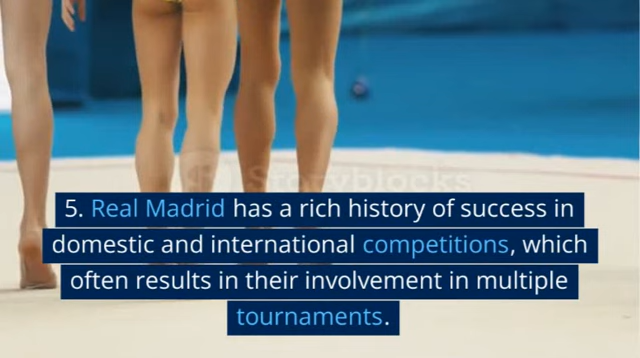 Storyblocks
5. Real Madrid has a rich history of success in
domestic and international competitions, which
often results in their involvement in multiple
tournaments.